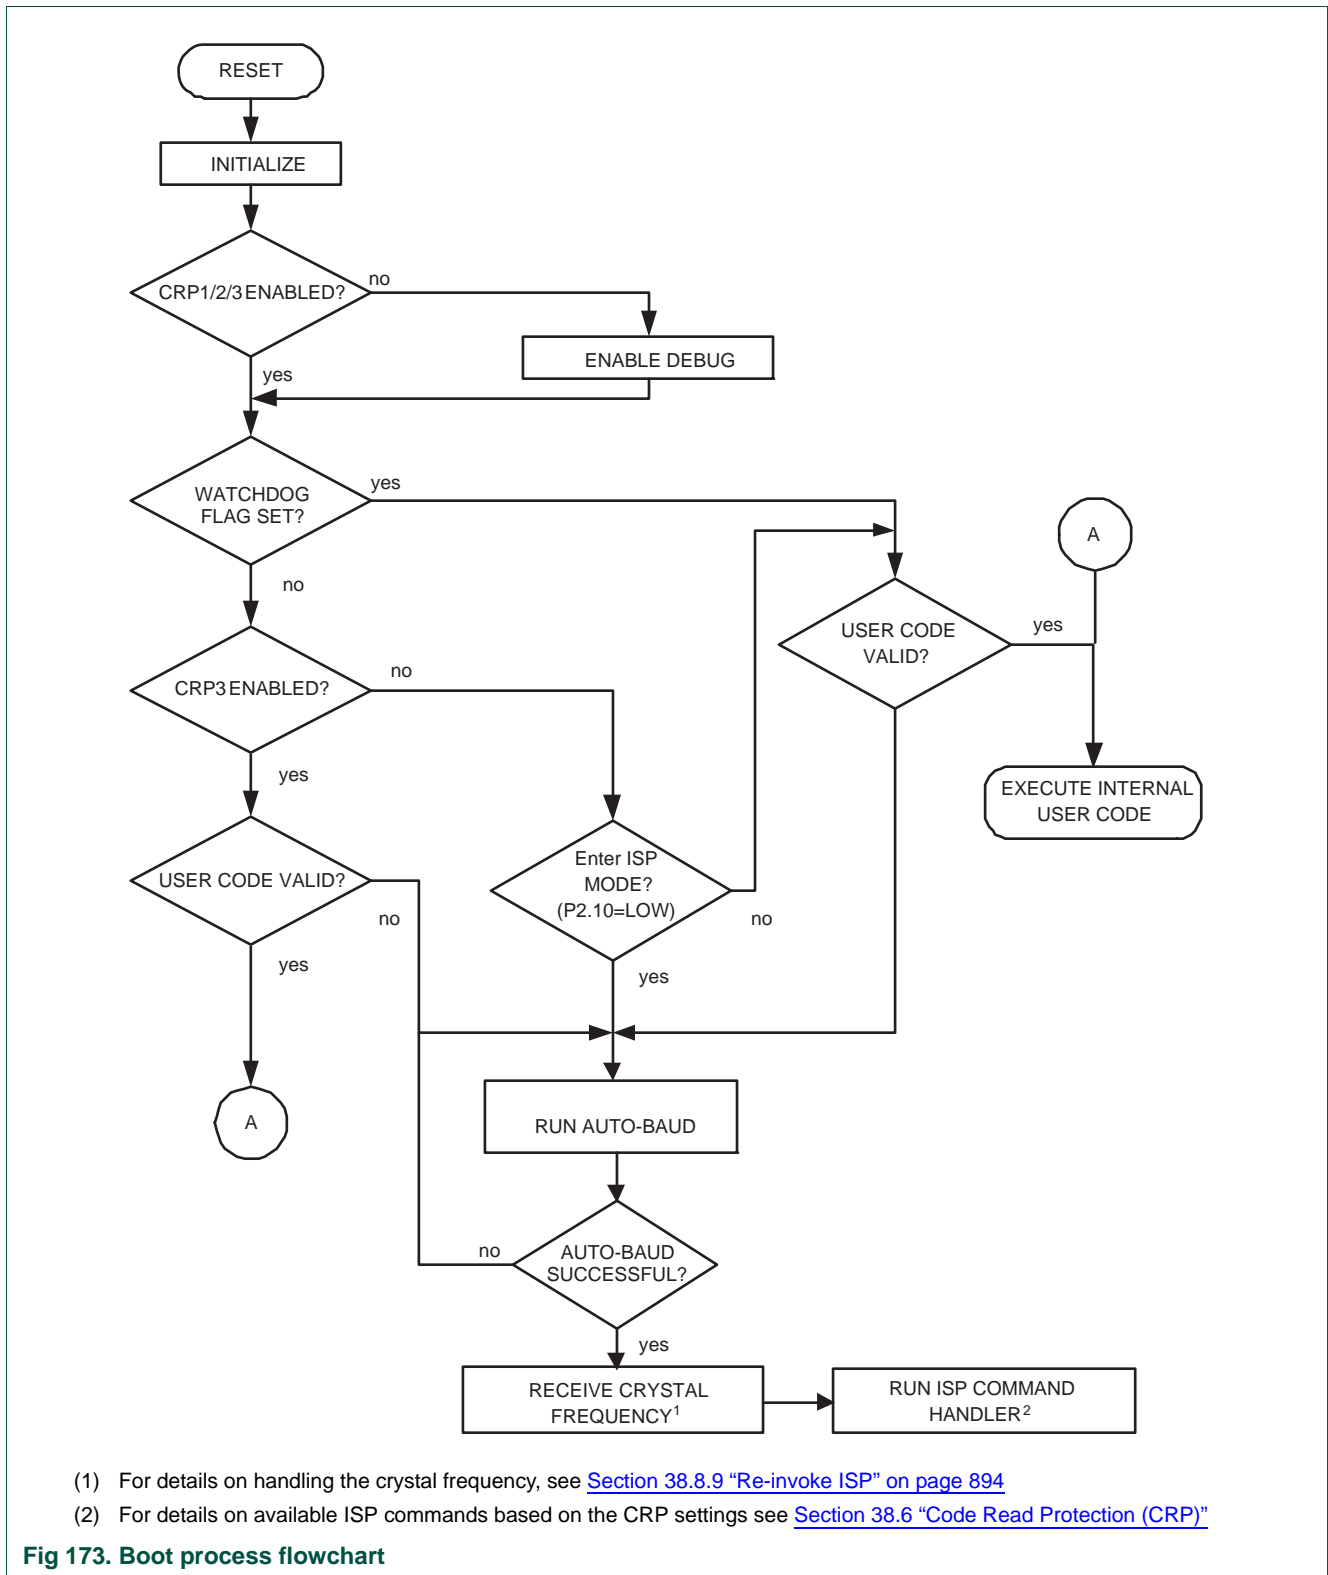 RESET
INITIALIZE
CRP1/2/3 ENABLED?
no
ENABLE DEBUG
yes
WATCHDOG
FLAG SET?
yes
no
A
USER CODE
VALID?
yes
CRP3 ENABLED?
no
yes
EXECUTE INTERNAL
USER CODE
USER CODE VALID?
no
yes
Enter ISP
MODE?
(P2.10=LOW)
no
yes
A
RUN AUTO-BAUD
AUTO-BAUD
SUCCESSFUL?
no
yes
RECEIVE CRYSTAL
FREQUENCY1
RUN ISP COMMAND
HANDLER2
(1) For details on handling the crystal frequency, see Section 38.8.9 “Re-invoke ISP” on page 894
(2) For details on available ISP commands based on the CRP settings see Section 38.6 “Code Read Protection (CRP)”
Fig 173. Boot process flowchart